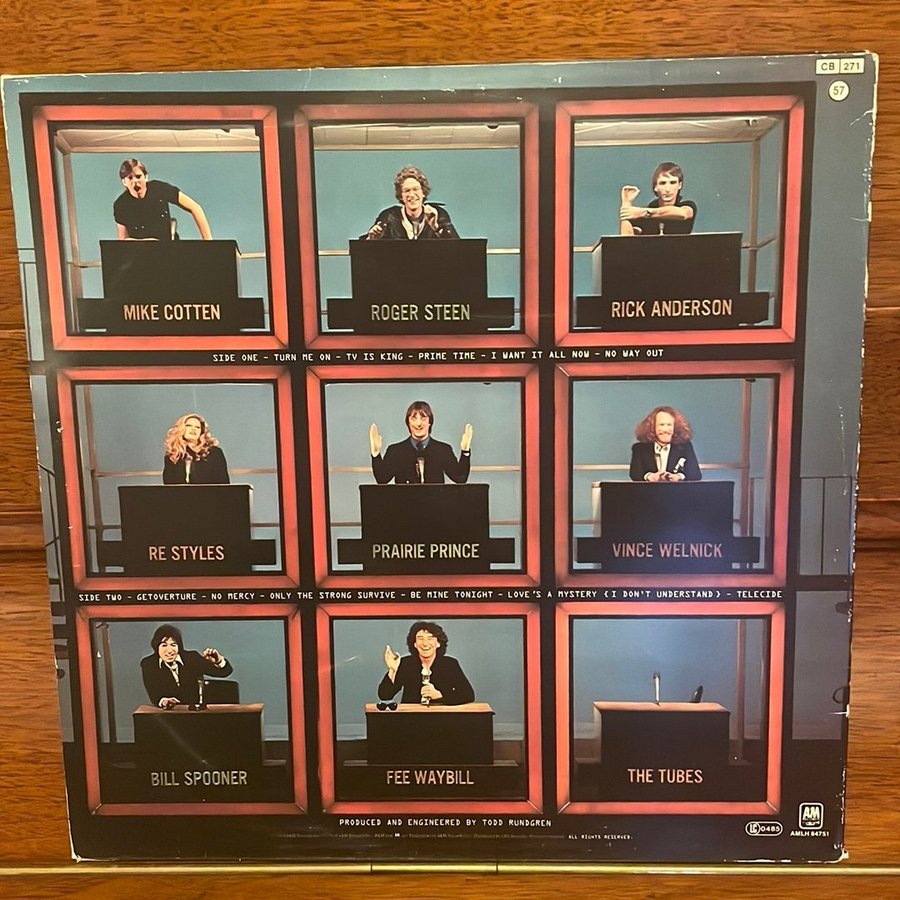 CB 271
57
MIKE COTTEN
ROGER STEEN
RICK ANDERSON
SIDE ONE - TURN ME ON - TV IS KING - PRIME TIME - I WANT IT ALL NOW - NO WAY OUT
RE STYLES
PRAIRIE PRINCE
VINCE WELNICK
SIDE TWO - GETOVERTURE - NO MERCY - ONLY THE STRONG SURVIVE - BE MINE TONIGHT - LOVE'S A MYSTERY (I DON'T UNDERSTAND) - TELECIDE
BILL SPOONER
FEE WAYBILL
THE TUBES
PRODUCED AND ENGINEERED BY TODD RUNDGREN
ALL RIGHTS RESERVED.
LC 0485
AM
AMLH 64751